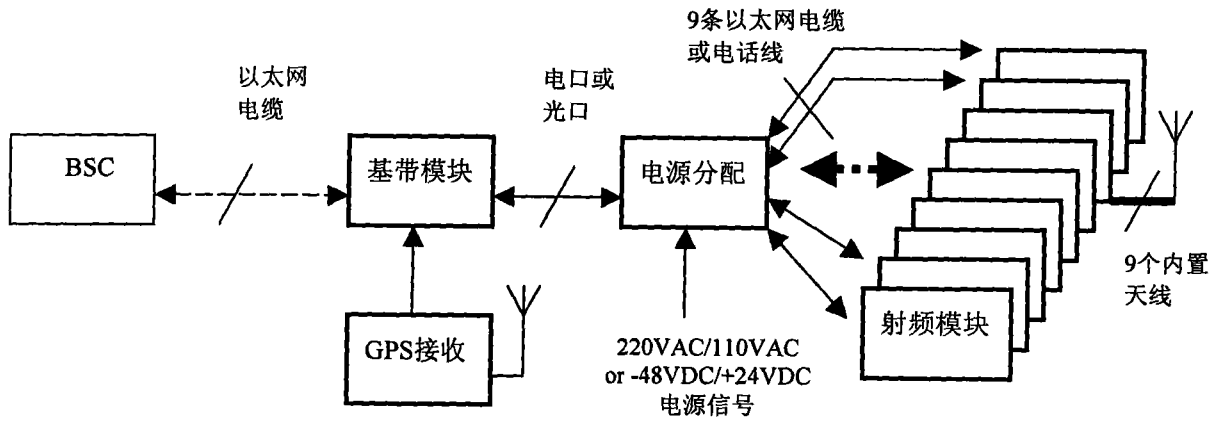 9条以太网电缆
或电话线
以太网
电缆
电口或
光口
BSC
基带模块
电源分配
9个内置
天线
GPS接收
射频模块
220VAC/110VAC
or -48VDC/+24VDC
电源信号